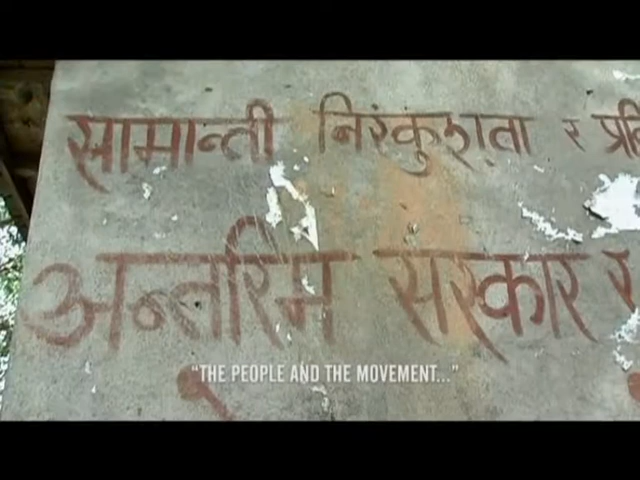 सामान्ती निरंकुशता र
अन्तरिम सरकार र
“THE PEOPLE AND THE MOVEMENT...”